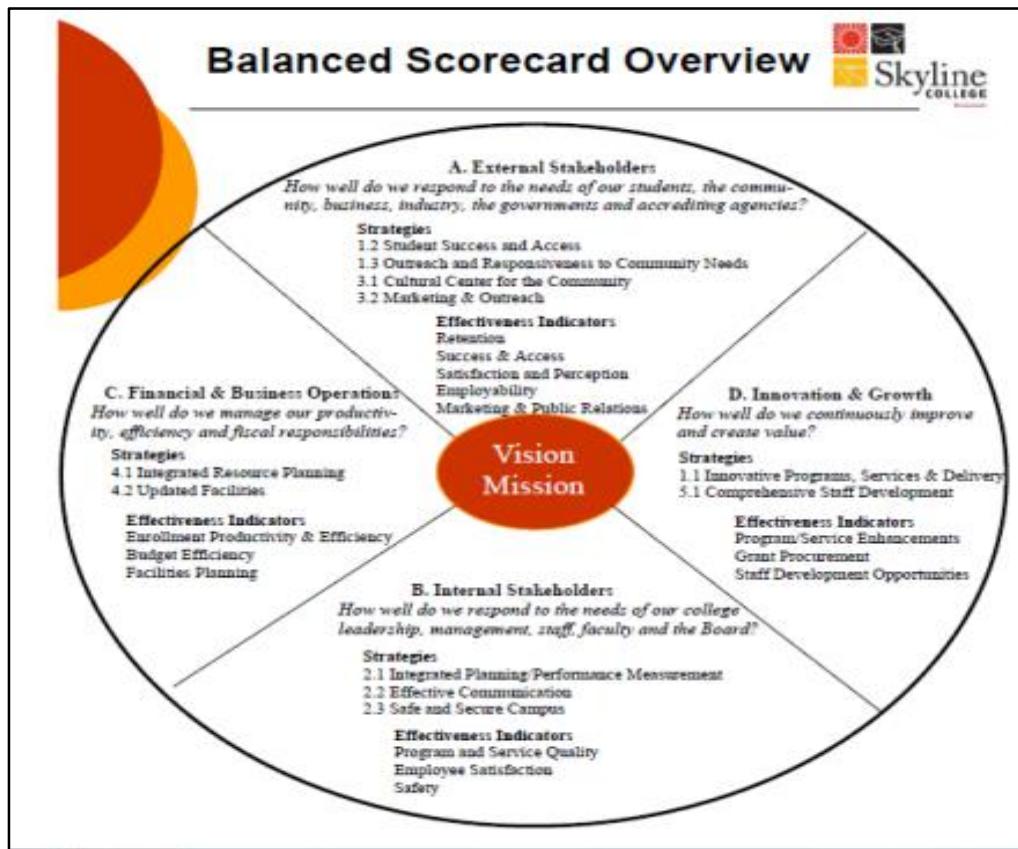 Balanced Scorecard Overview
Skyline
COLLEGE
A. External Stakeholders
How well do we respond to the needs of our students, the commu-
nity, business, industry, the governments and accrediting agencies?
Strategies
1.2 Student Success and Access
1.3 Outreach and Responsiveness to Community Needs
3.1 Cultural Center for the Community
3.2 Marketing & Outreach
Effectiveness Indicators
Retention
Success & Access
Satisfaction and Perception
Employability
Marketing & Public Relations
C. Financial & Business Operations
How well do we manage our productiv-
ity, efficiency and fiscal responsibilities?
Strategies
4.1 Integrated Resource Planning
4.2 Updated Facilities
Effectiveness Indicators
Enrollment Productivity & Efficiency
Budget Efficiency
Facilities Planning
Vision
Mission
D. Innovation & Growth
How well do we continuously improve
and create value?
Strategies
1.1 Innovative Programs, Services & Delivery
5.1 Comprehensive Staff Development
Effectiveness Indicators
Program/Service Enhancements
Grant Procurement
Staff Development Opportunities
B. Internal Stakeholders
How well do we respond to the needs of our college
leadership, management, staff, faculty and the Board?
Strategies
2.1 Integrated Planning/Performance Measurement
2.2 Effective Communication
2.3 Safe and Secure Campus
Effectiveness Indicators
Program and Service Quality
Employee Satisfaction
Safety